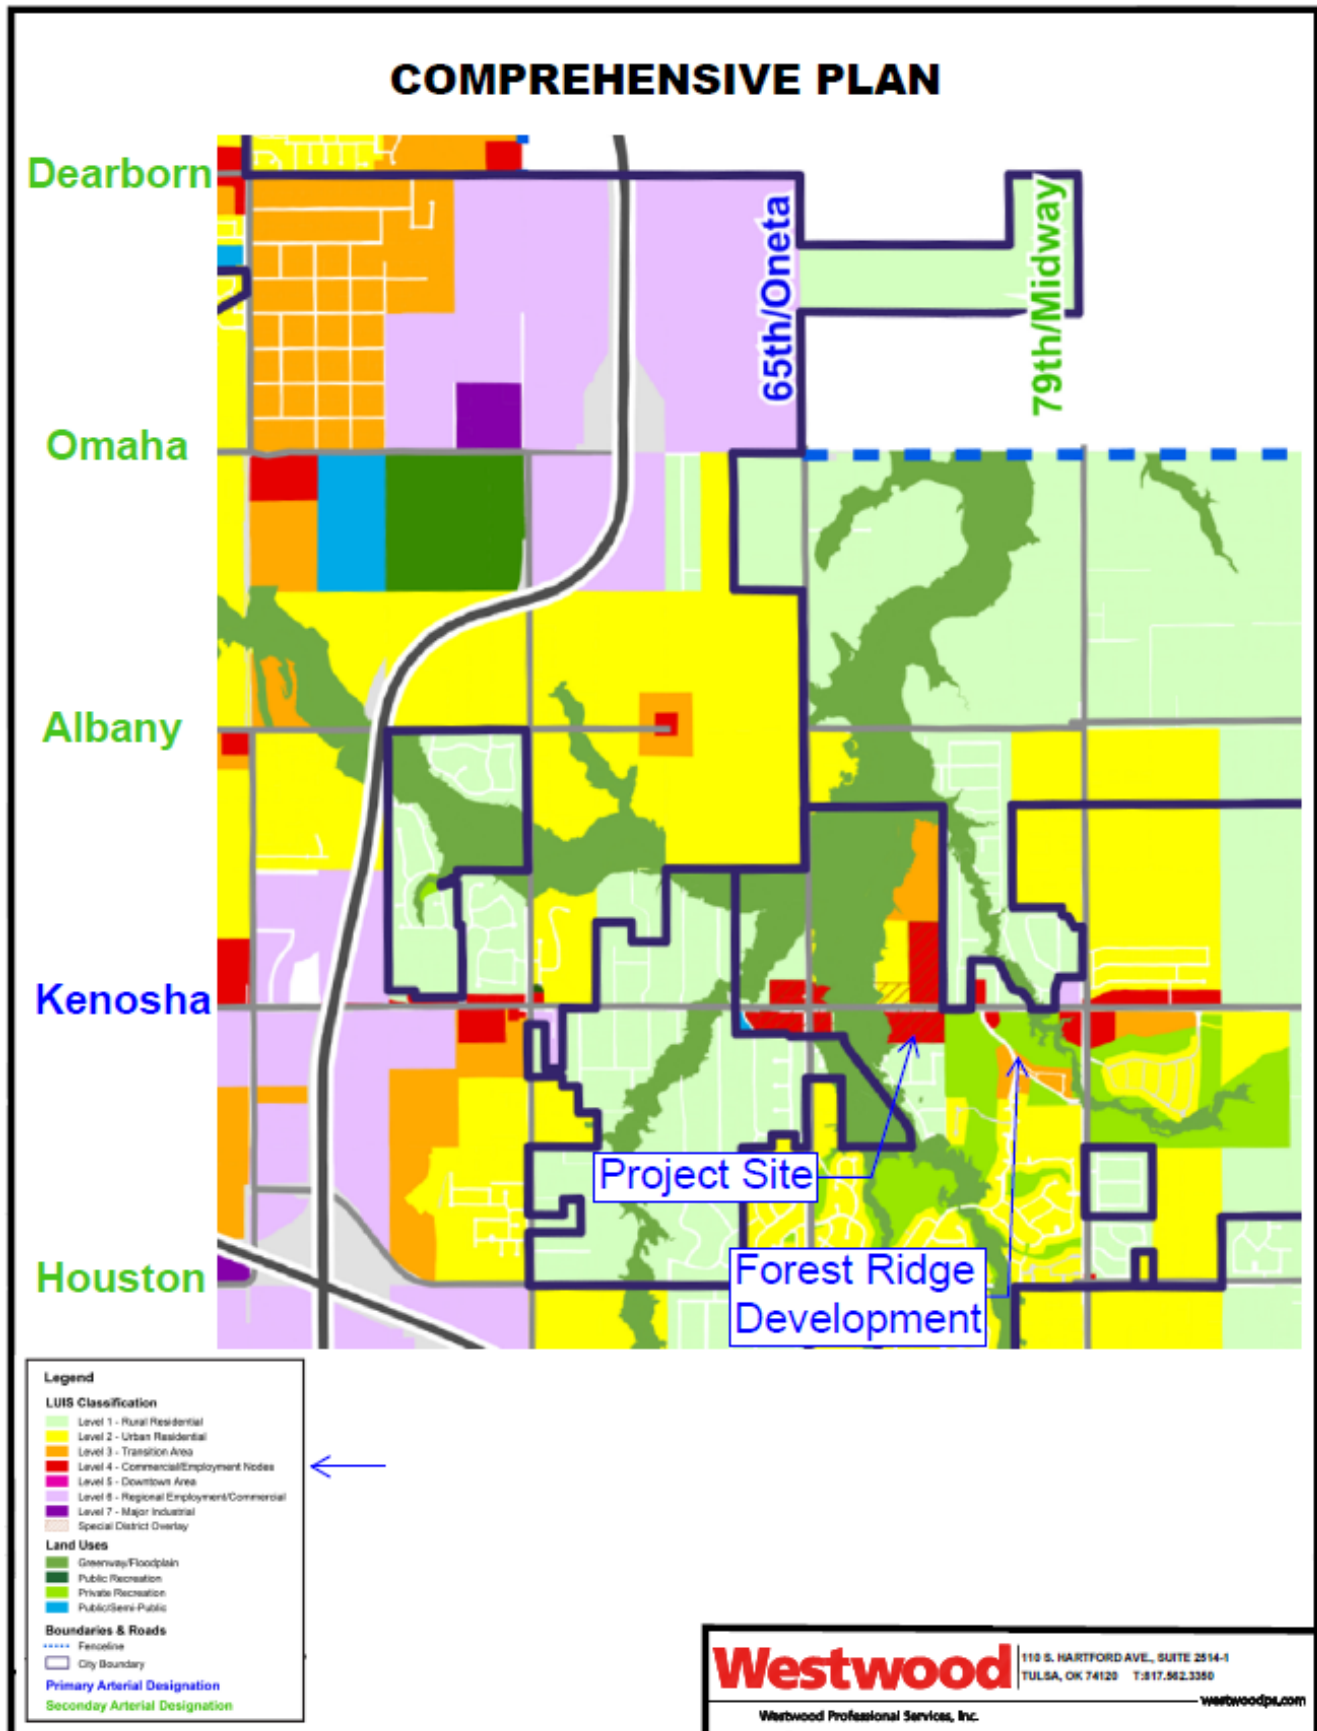 COMPREHENSIVE PLAN
Dearborn
65th/Oneta
79th/Midway
Omaha
Albany
Kenosha
Project Site
Forest Ridge
Development
Houston
Legend
LUIS Classification
Level 1 - Rural Residential
Level 2 - Urban Residential
Level 3 - Transition Area
Level 4 - Commercial/Employment Nodes
Level 5 - Downtown Area
Level 6 - Regional Employment/Commercial
Level 7 - Major Industrial
Special District Overlay
Land Uses
Greenway/Floodplain
Public Recreation
Private Recreation
Public/Semi-Public
Boundaries & Roads
Fenceline
City Boundary
Primary Arterial Designation
Seconday Arterial Designation
Westwood
110 S. HARTFORD AVE., SUITE 2514-1
TULSA, OK 74120 T:817.562.3350
westwoodps.com
Westwood Professional Services, Inc.